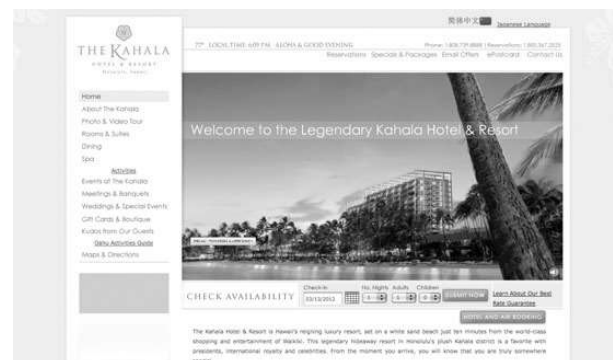 简体中文 Japanese Language
THE KAHALA
HOTEL & RESORT
77° LOCAL TIME ALOHA & GOOD EVENING
Reservations Specials & Packages Email Offers ePostcard Contact Us
Home
About The Kahala
Photo & Video Tour
Rooms & Suites
Dining
Spa
Activities
Events at The Kahala
Meetings & Banquets
Weddings & Special Events
Gift Cards & Boutique
Kudos from Our Guests
Oahu Activities Guide
Maps & Directions
Welcome to the Legendary Kahala Hotel & Resort
CHECK AVAILABILITY
Check-In No. Nights Adults Children
03/13/2013
SUBMIT NOW
Learn About Our Best
Rate Guarantee
HOTEL AND AIR BOOKING
The Kahala Hotel & Resort is Hawaii's reigning luxury resort, set on a white sand beach just ten minutes from the world-class
shopping and entertainment of Waikiki. This legendary hideaway resort in Honolulu's plush Kahala district is a favorite with
presidents, international royalty and celebrities. From the moment you arrive, you will know that you are truly somewhere